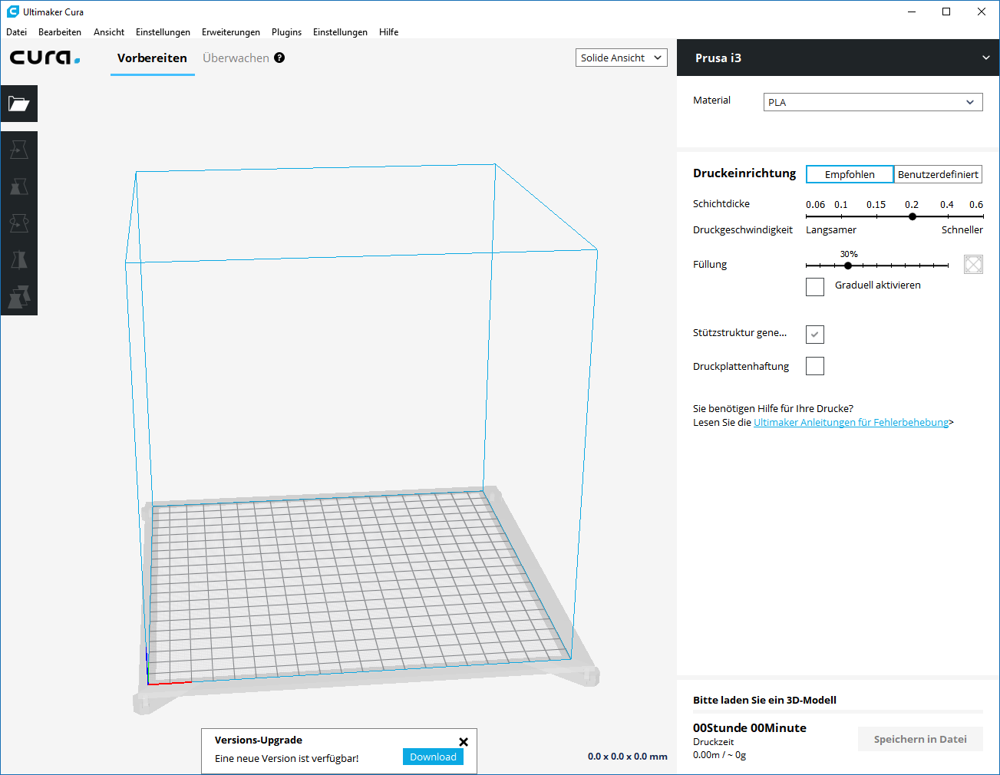 Ultimaker Cura
Datei Bearbeiten Ansicht Einstellungen Erweiterungen Plugins Einstellungen Hilfe
cura.
Vorbereiten Überwachen ?
Solide Ansicht
Prusa i3
Material PLA
Druckeinrichtung Empfohlen Benutzerdefiniert
Schichtdicke 0.06 0.1 0.15 0.2 0.4 0.6
Druckgeschwindigkeit Langsamer Schneller
30%
Füllung
Graduell aktivieren
Stützstruktur gene...
Druckplattenhaftung
Sie benötigen Hilfe für Ihre Drucke?
Lesen Sie die Ultimaker Anleitungen für Fehlerbehebung>
Bitte laden Sie ein 3D-Modell
00Stunde 00Minute
Druckzeit
0.00m / ~ 0g
Speichern in Datei
Versions-Upgrade
Eine neue Version ist verfügbar!
Download
0.0 x 0.0 x 0.0 mm